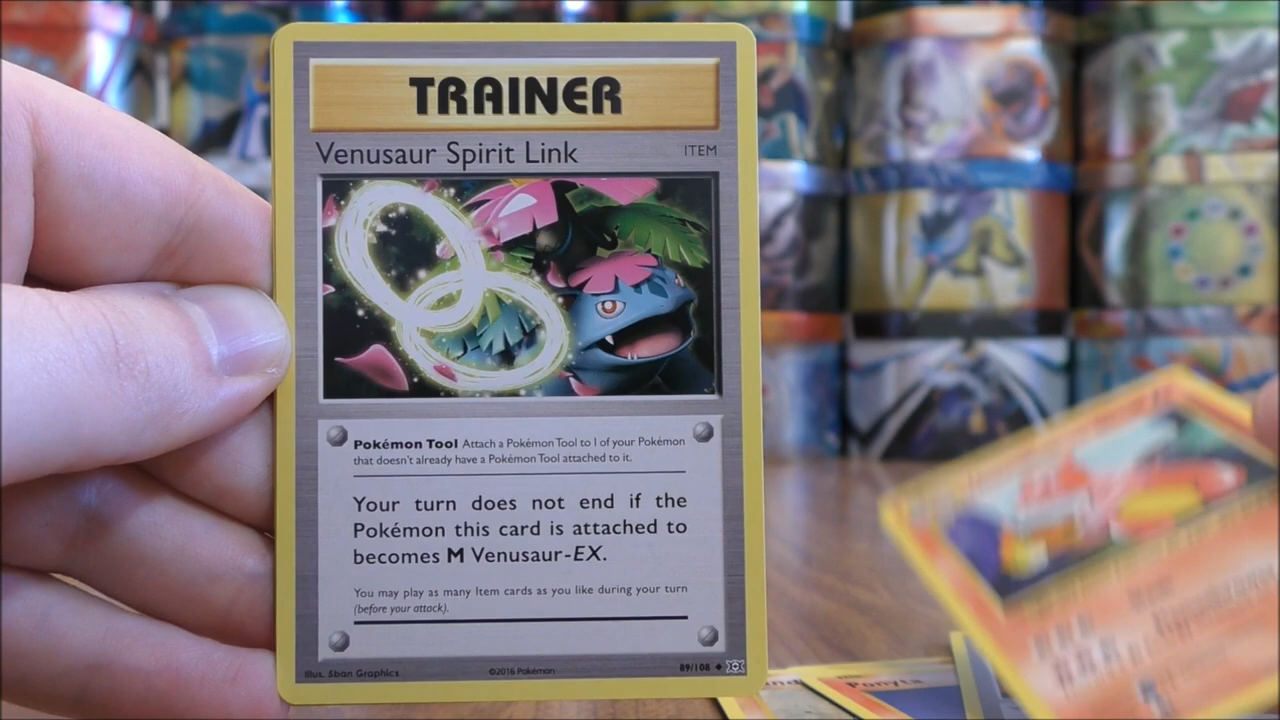 TRAINER
Venusaur Spirit Link ITEM
Pokémon Tool Attach a Pokémon Tool to 1 of your Pokémon
that doesn't already have a Pokémon Tool attached to it.
Your turn does not end if the
Pokémon this card is attached to
becomes M Venusaur-EX.
You may play as many Item cards as you like during your turn
(before your attack).
Illus. 5ban Graphics ©2016 Pokémon 89/108
Ponyta